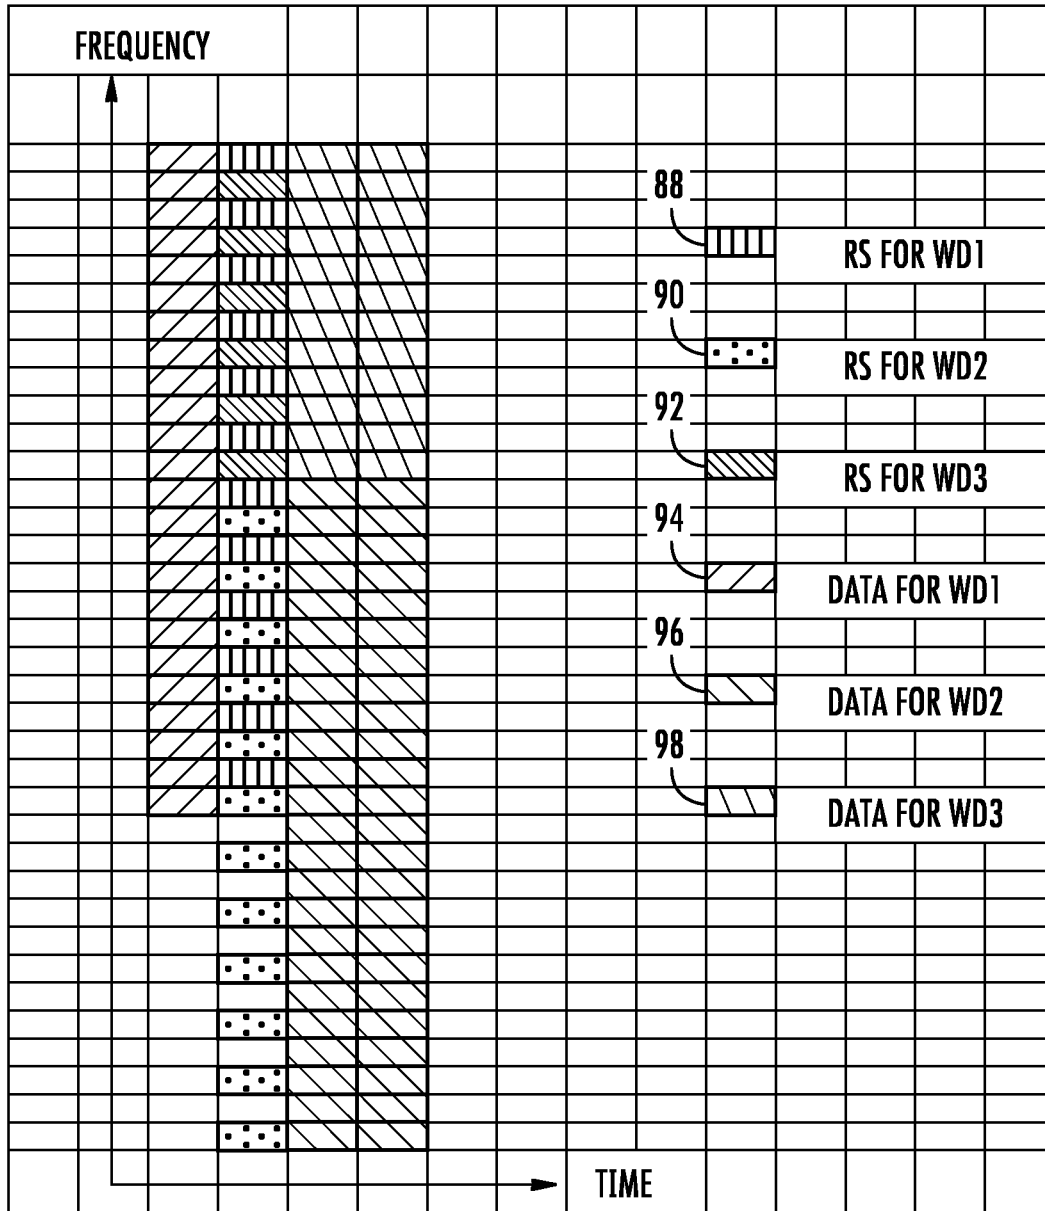 FREQUENCY
88
RS FOR WD1
90
RS FOR WD2
92
RS FOR WD3
94
DATA FOR WD1
96
DATA FOR WD2
98
DATA FOR WD3
TIME